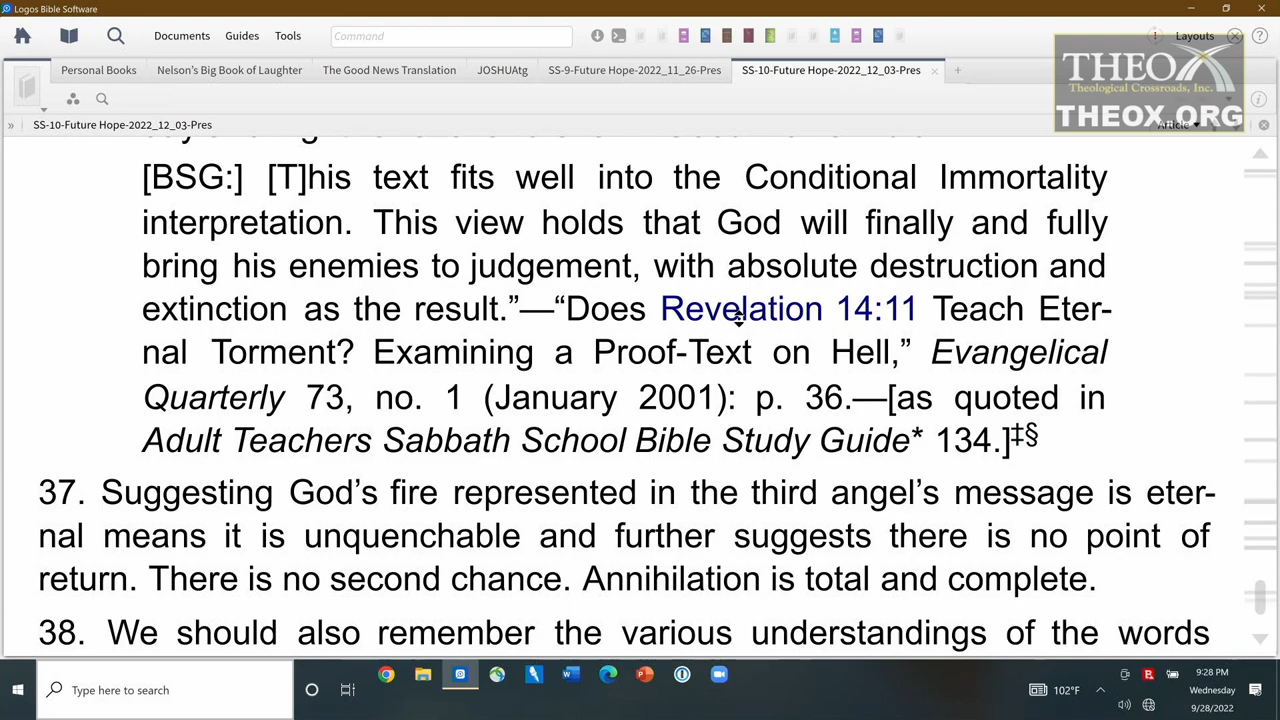 Logos Bible Software
Documents Guides Tools Command Layouts
Personal Books Nelson's Big Book of Laughter The Good News Translation JOSHUAtg SS-9-Future Hope-2022_11_26-Pres SS-10-Future Hope-2022_12_03-Pres
THEOX
Theological Crossroads, Inc.
THEOX.ORG
SS-10-Future Hope-2022_12_03-Pres Article
[BSG:] [T]his text fits well into the Conditional Immortality
interpretation. This view holds that God will finally and fully
bring his enemies to judgement, with absolute destruction and
extinction as the result.”—“Does Revelation 14:11 Teach Eter-
nal Torment? Examining a Proof-Text on Hell,” Evangelical
Quarterly 73, no. 1 (January 2001): p. 36.—[as quoted in
Adult Teachers Sabbath School Bible Study Guide* 134.]‡§
37. Suggesting God’s fire represented in the third angel’s message is eter-
nal means it is unquenchable and further suggests there is no point of
return. There is no second chance. Annihilation is total and complete.
38. We should also remember the various understandings of the words
Type here to search
102°F
9:28 PM
Wednesday
9/28/2022